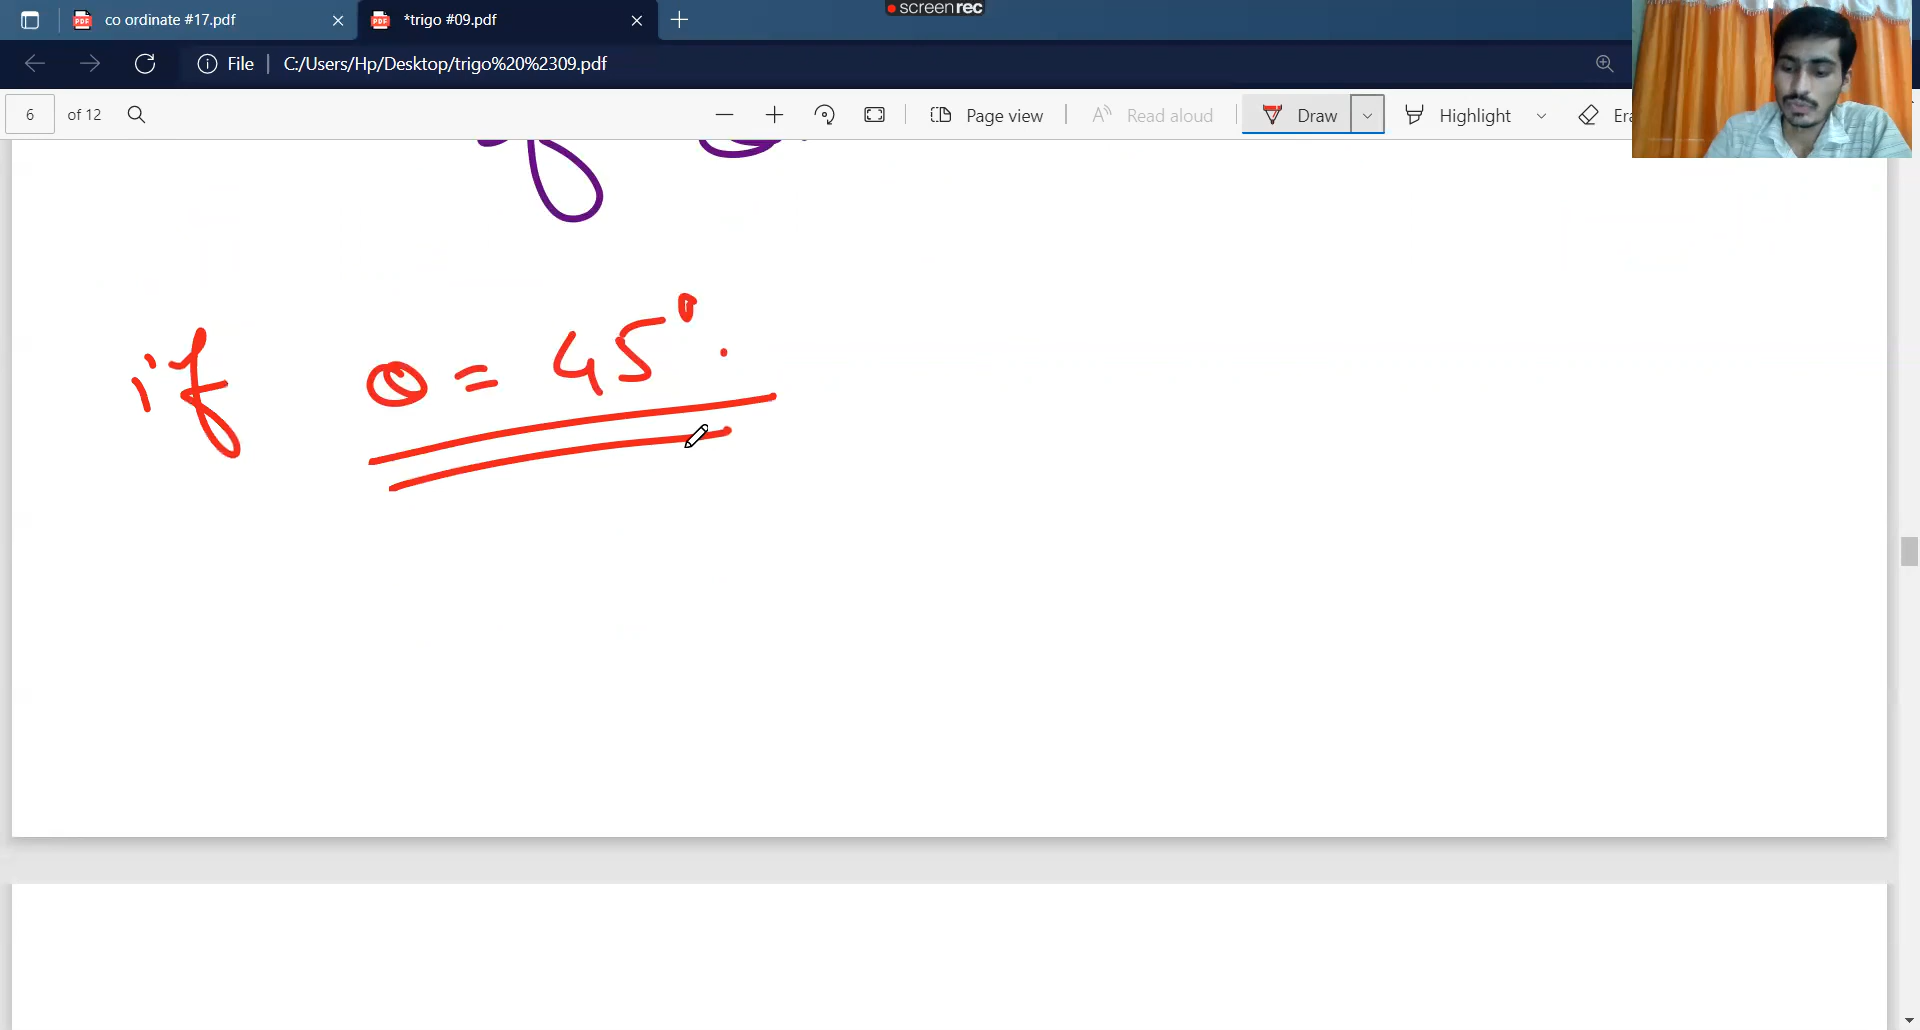 co ordinate #17.pdf
*trigo #09.pdf
screenrec
File
C:/Users/Hp/Desktop/trigo%20%2309.pdf
6 of 12
Page view
Read aloud
Draw
Highlight
if θ = 45°.